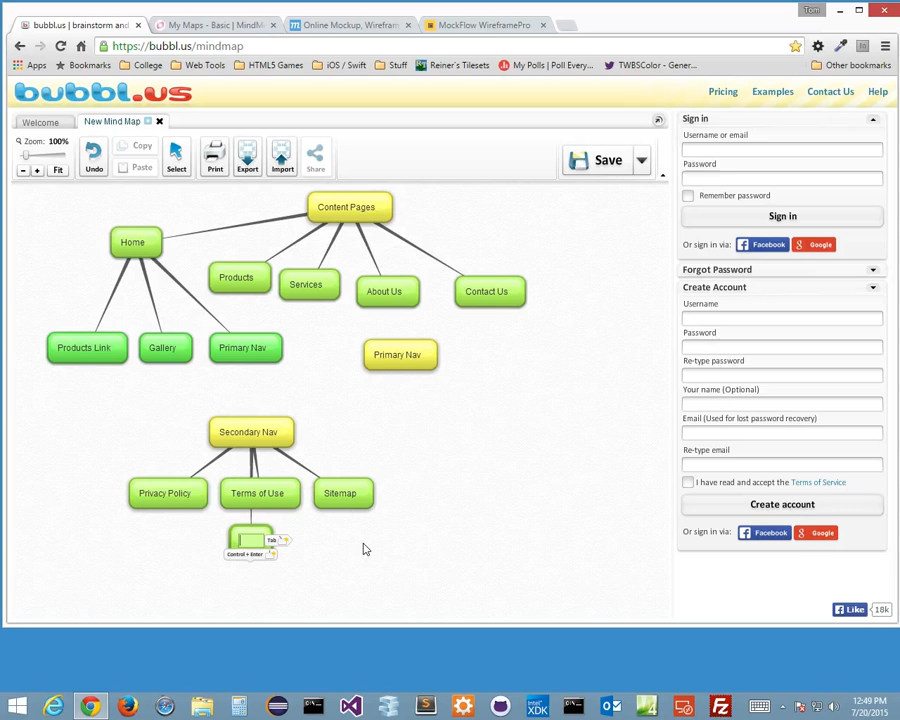 Tom
bubbl.us | brainstorm and
My Maps - Basic | MindM
Online Mockup, Wirefram
MockFlow WireframePro
https://bubbl.us/mindmap
Apps
Bookmarks
College
Web Tools
HTML5 Games
iOS / Swift
Stuff
Reiner's Tilesets
My Polls | Poll Every...
TWBSColor - Gener...
Other bookmarks
bubbl.us
Pricing
Examples
Contact Us
Help
Welcome
New Mind Map
Zoom: 100%
Fit
Undo
Copy
Paste
Select
Print
Export
Import
Share
Save
Content Pages
Home
Products
Services
About Us
Contact Us
Products Link
Gallery
Primary Nav
Primary Nav
Secondary Nav
Privacy Policy
Terms of Use
Sitemap
Tab
Control + Enter
Sign in
Username or email
Password
Remember password
Sign in
Or sign in via:
Facebook
Google
Forgot Password
Create Account
Username
Password
Re-type password
Your name (Optional)
Email (Used for lost password recovery)
Re-type email
I have read and accept the Terms of Service
Create account
Or sign in via:
Facebook
Google
Like
18k
Intel
XDK
12:49 PM
7/20/2015